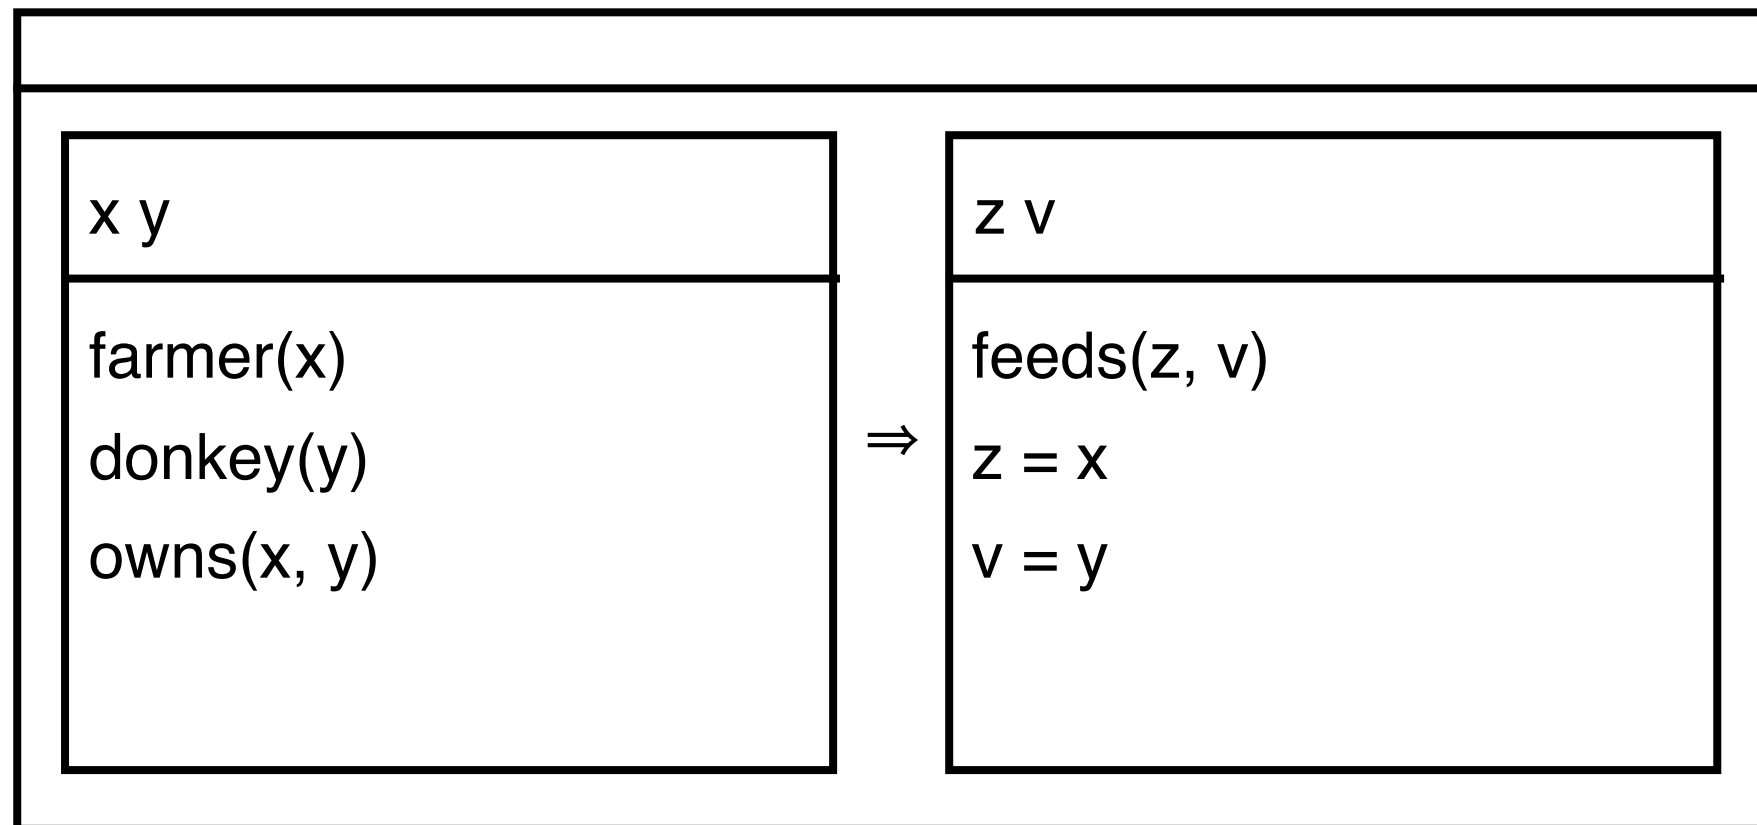 x y
z v
farmer(x)
donkey(y)
owns(x, y)
⇒
feeds(z, v)
z = x
v = y